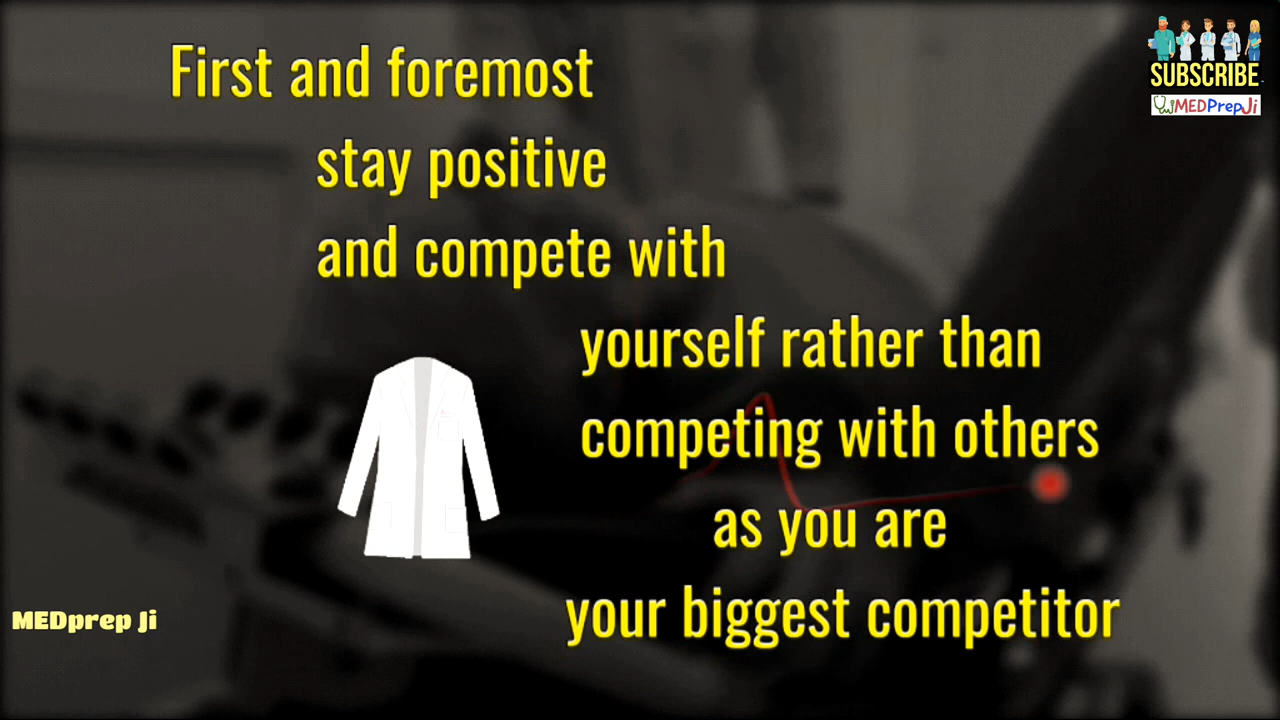 First and foremost
stay positive
and compete with
yourself rather than
competing with others
as you are
your biggest competitor
SUBSCRIBE
MEDPrepJi
MEDprep Ji